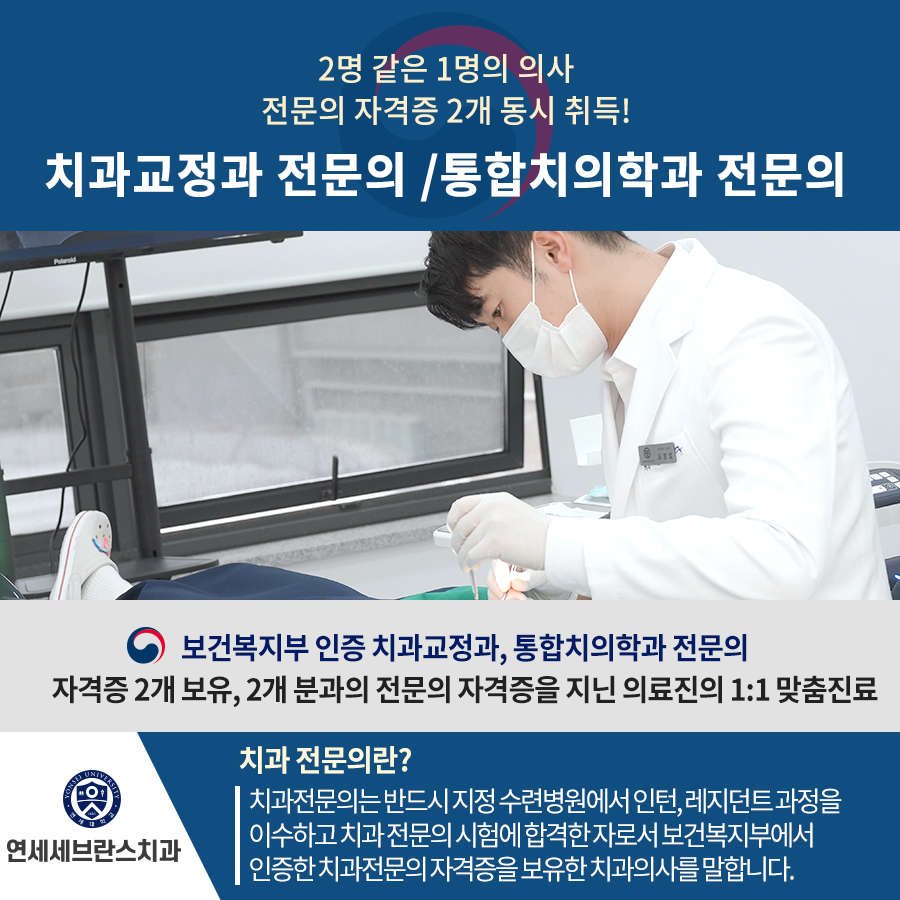 2명 같은 1명의 의사
전문의 자격증 2개 동시 취득!
치과교정과 전문의 /통합치의학과 전문의
Polaroid
보건복지부 인증 치과교정과, 통합치의학과 전문의
자격증 2개 보유, 2개 분과의 전문의 자격증을 지닌 의료진의 1:1 맞춤진료
치과 전문의란?
치과전문의는 반드시 지정 수련병원에서 인턴, 레지던트 과정을
이수하고 치과 전문의 시험에 합격한 자로서 보건복지부에서
인증한 치과전문의 자격증을 보유한 치과의사를 말합니다.
YONSEI UNIVERSITY
연세대학교
연세세브란스치과